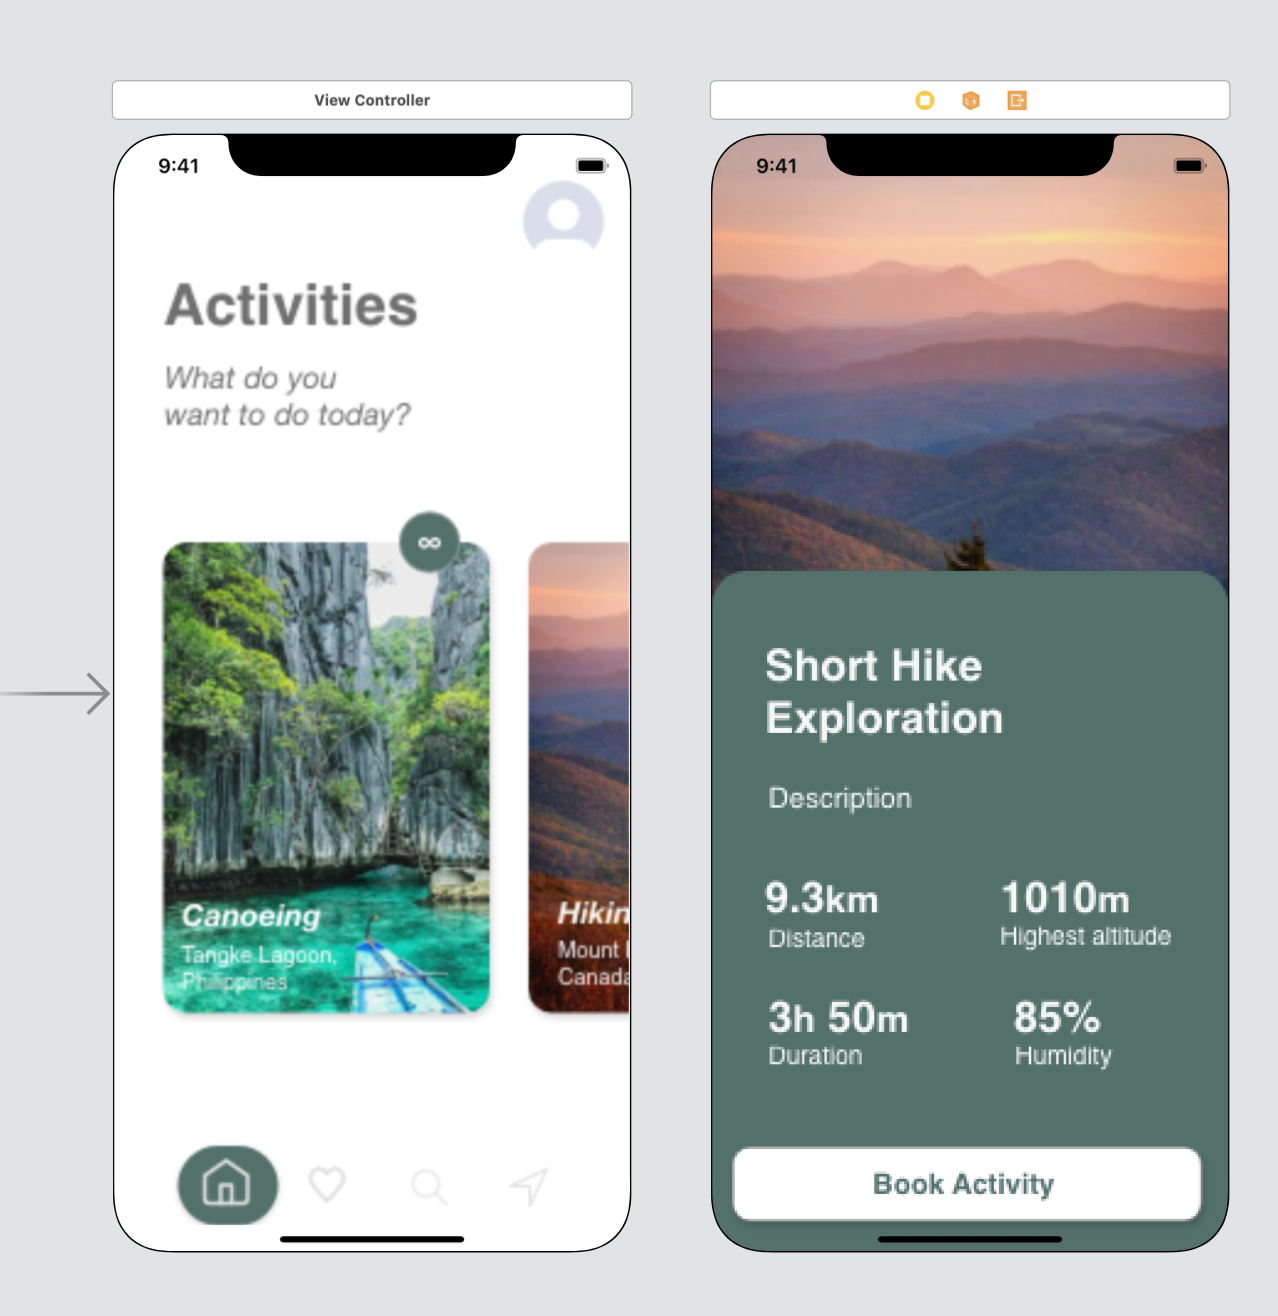 View Controller
9:41
Activities
What do you
want to do today?
∞
Canoeing
Tangke Lagoon,
Philippines
Hikin
Mount
Canada
9:41
Short Hike
Exploration
Description
9.3km
Distance
1010m
Highest altitude
3h 50m
Duration
85%
Humidity
Book Activity